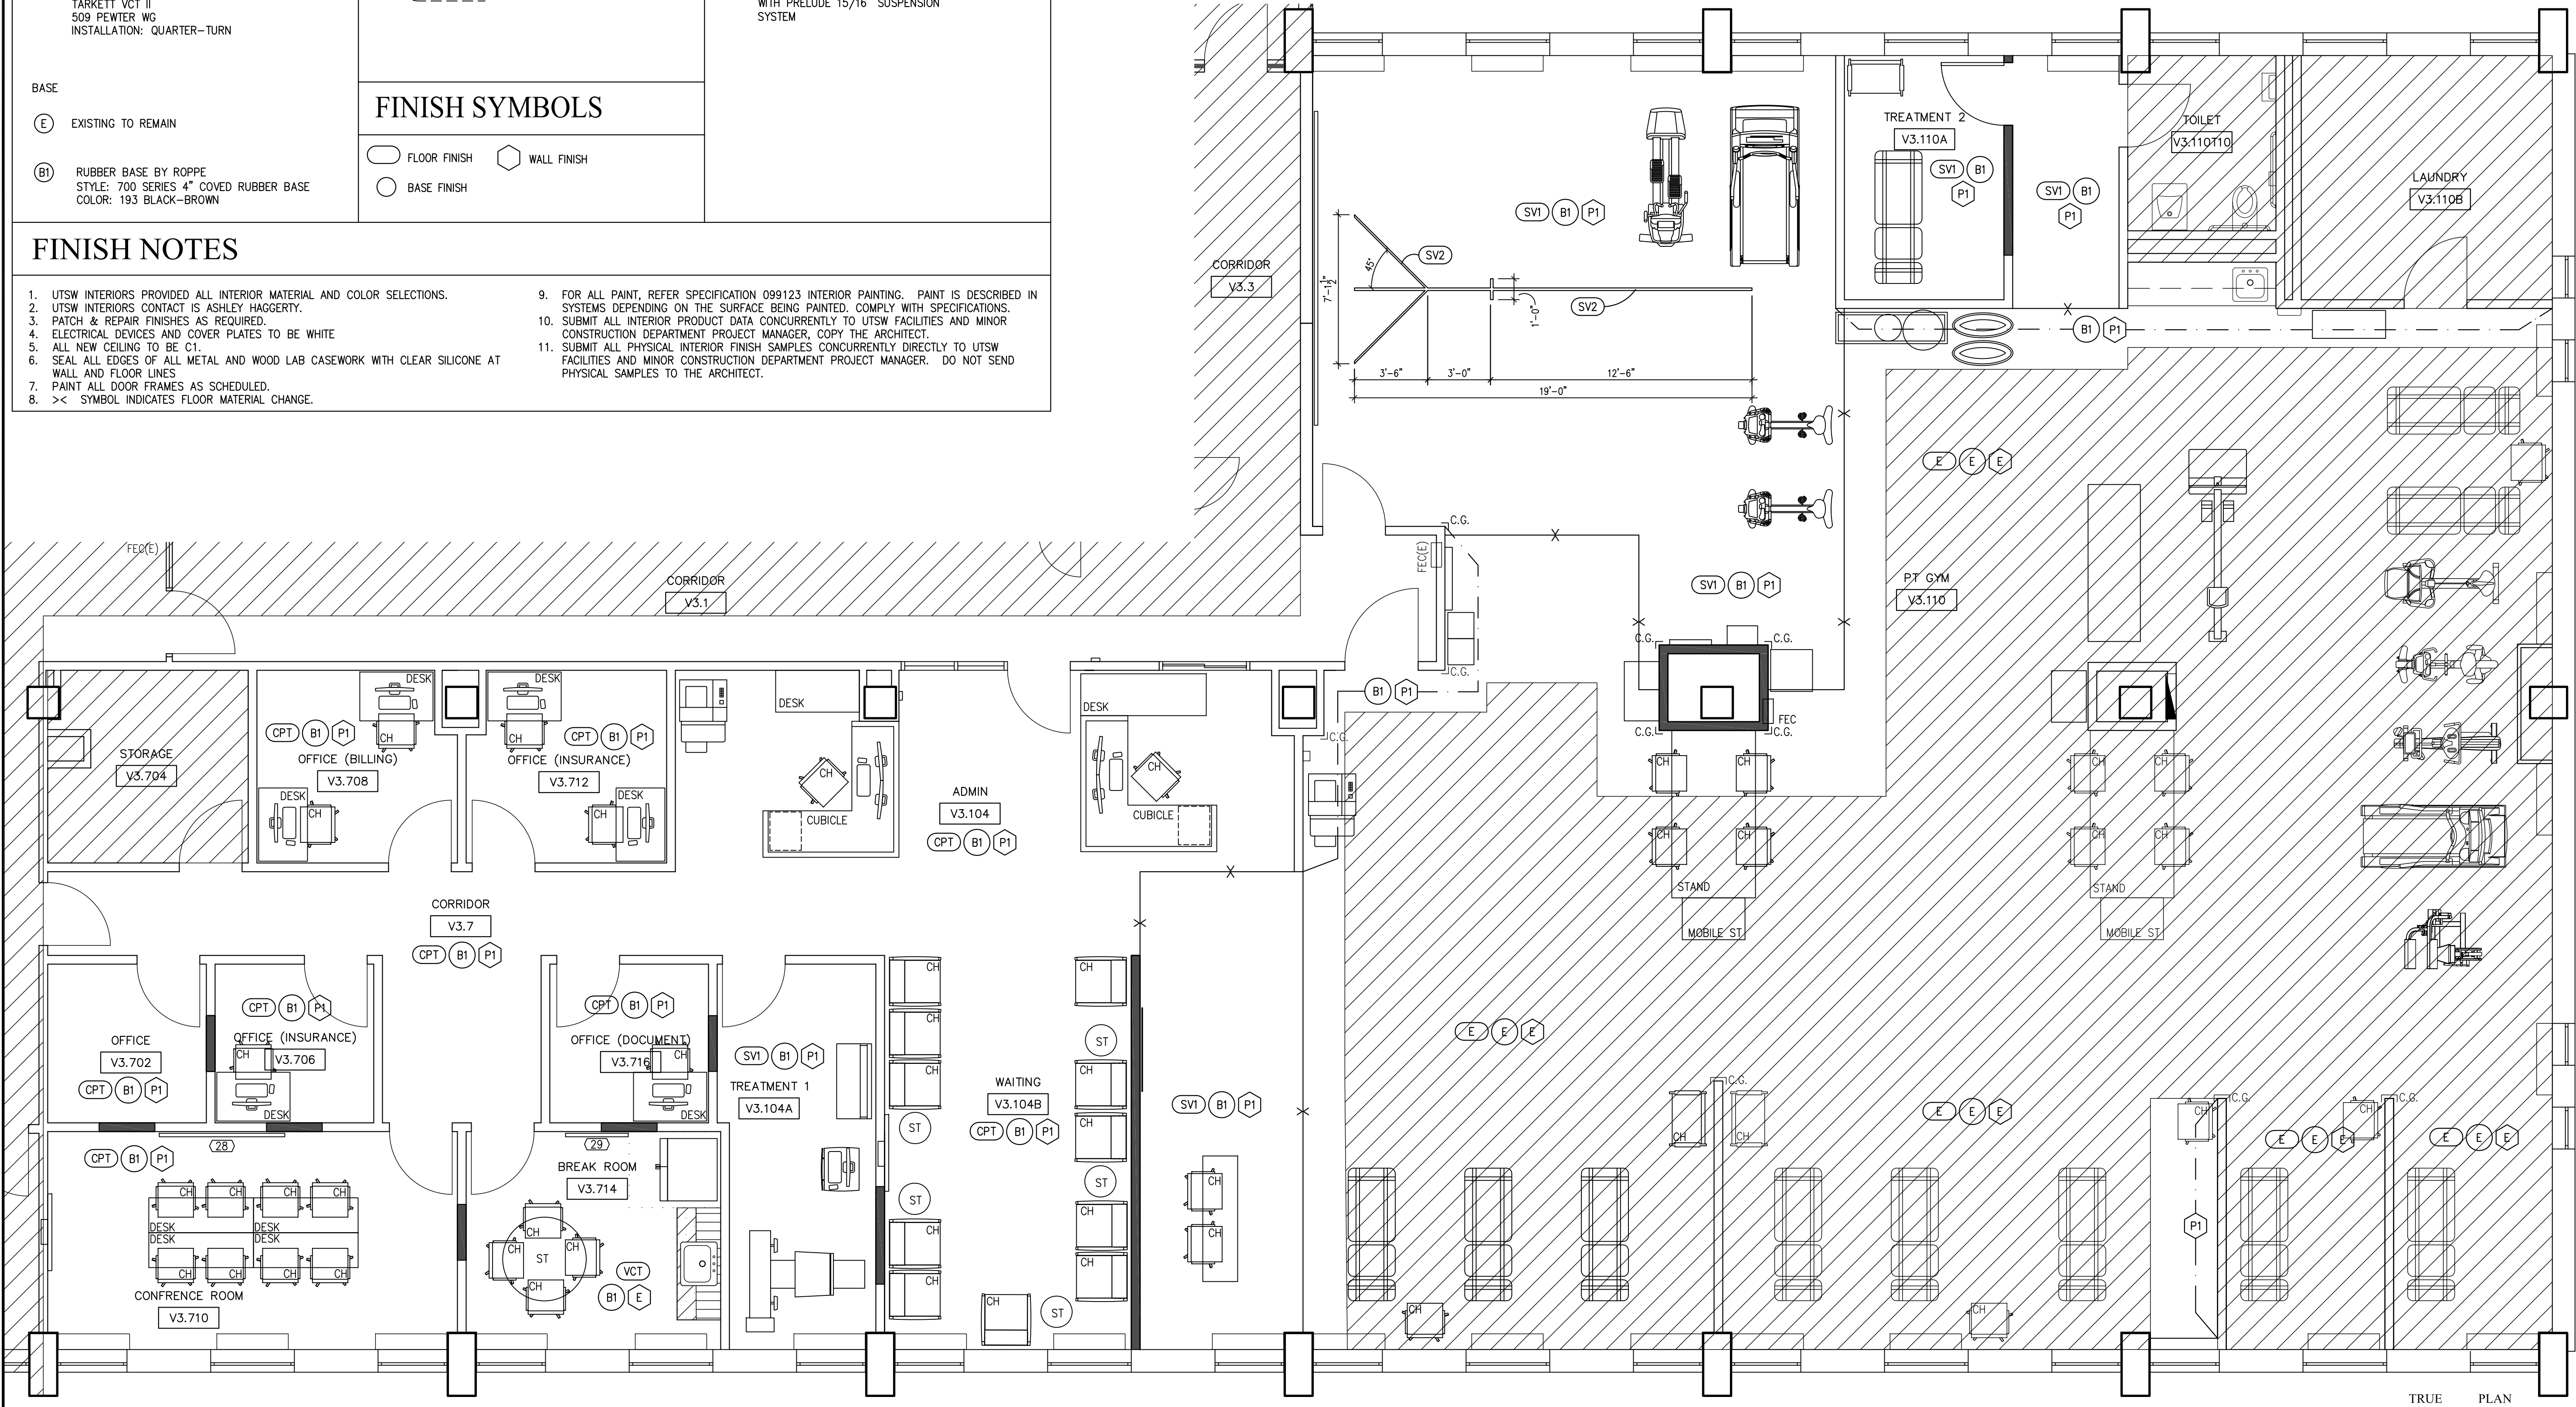 TARKETT VCT II
509 PEWTER WG
INSTALLATION: QUARTER-TURN
BASE
E EXISTING TO REMAIN
B1 RUBBER BASE BY ROPPE
STYLE: 700 SERIES 4" COVED RUBBER BASE
COLOR: 193 BLACK-BROWN
FINISH SYMBOLS
FLOOR FINISH WALL FINISH
BASE FINISH
WITH PRELUDE 15/16" SUSPENSION
SYSTEM
FINISH NOTES
1. UTSW INTERIORS PROVIDED ALL INTERIOR MATERIAL AND COLOR SELECTIONS.
2. UTSW INTERIORS CONTACT IS ASHLEY HAGGERTY.
3. PATCH & REPAIR FINISHES AS REQUIRED.
4. ELECTRICAL DEVICES AND COVER PLATES TO BE WHITE
5. ALL NEW CEILING TO BE C1.
6. SEAL ALL EDGES OF ALL METAL AND WOOD LAB CASEWORK WITH CLEAR SILICONE AT
WALL AND FLOOR LINES
7. PAINT ALL DOOR FRAMES AS SCHEDULED.
8. >< SYMBOL INDICATES FLOOR MATERIAL CHANGE.
9. FOR ALL PAINT, REFER SPECIFICATION 099123 INTERIOR PAINTING. PAINT IS DESCRIBED IN
SYSTEMS DEPENDING ON THE SURFACE BEING PAINTED. COMPLY WITH SPECIFICATIONS.
10. SUBMIT ALL INTERIOR PRODUCT DATA CONCURRENTLY TO UTSW FACILITIES AND MINOR
CONSTRUCTION DEPARTMENT PROJECT MANAGER, COPY THE ARCHITECT.
11. SUBMIT ALL PHYSICAL INTERIOR FINISH SAMPLES CONCURRENTLY DIRECTLY TO UTSW
FACILITIES AND MINOR CONSTRUCTION DEPARTMENT PROJECT MANAGER. DO NOT SEND
PHYSICAL SAMPLES TO THE ARCHITECT.
CORRIDOR
V3.3
SV1 B1 P1
SV2
SV2
45°
7'-1½"
1'-0"
3'-6" 3'-0" 12'-6"
19'-0"
TREATMENT 2
V3.110A
SV1 B1
P1
SV1 B1
P1
TOILET
V3.110T10
LAUNDRY
V3.110B
B1 P1
E E E
C.G.
FEC(E)
C.G.
SV1 B1 P1
PT GYM
V3.110
C.G. C.G.
FEC
C.G. C.G.
CH CH
CH CH
STAND
MOBILE ST
CH CH
CH CH
STAND
MOBILE ST
B1 P1
C.G.
FEC(E)
CORRIDOR
V3.1
STORAGE
V3.704
DESK
CH
CPT B1 P1
OFFICE (BILLING)
V3.708
DESK
CH
DESK
CH
CPT B1 P1
OFFICE (INSURANCE)
V3.712
DESK
CH
DESK
CH
CUBICLE
ADMIN
V3.104
CPT B1 P1
DESK
CH
CUBICLE
CORRIDOR
V3.7
CPT B1 P1
OFFICE
V3.702
CPT B1 P1
CPT B1 P1
OFFICE (INSURANCE)
V3.706
CH
DESK
CPT B1 P1
OFFICE (DOCUMENT)
V3.716
CH
DESK
SV1 B1 P1
TREATMENT 1
V3.104A
CH
CH
CH
ST
ST
CH
CH
WAITING
V3.104B
CPT B1 P1
CH
ST
CH
CH
ST
CH
CH
CH
ST
SV1 B1 P1
CH
CH
28
CPT B1 P1
CH CH CH CH
DESK DESK
DESK DESK
CH CH CH CH
CONFRENCE ROOM
V3.710
29
BREAK ROOM
V3.714
CH
CH CH
ST
CH
VCT
B1 E
E E E
C.G.
CH CH
E E E
CH
C.G.
CH
C.G.
E E E
E E E
P1
CH
CH
TRUE PLAN